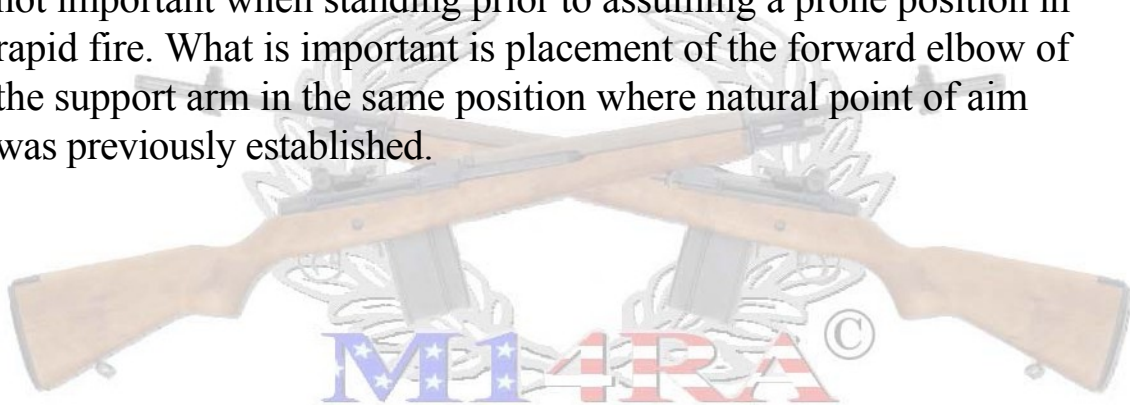 not important when standing prior to assuming a prone position in
rapid fire. What is important is placement of the forward elbow of
the support arm in the same position where natural point of aim
was previously established.
M14RA ©